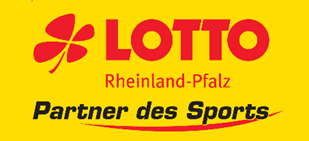 LOTTO
Rheinland-Pfalz
Partner des Sports